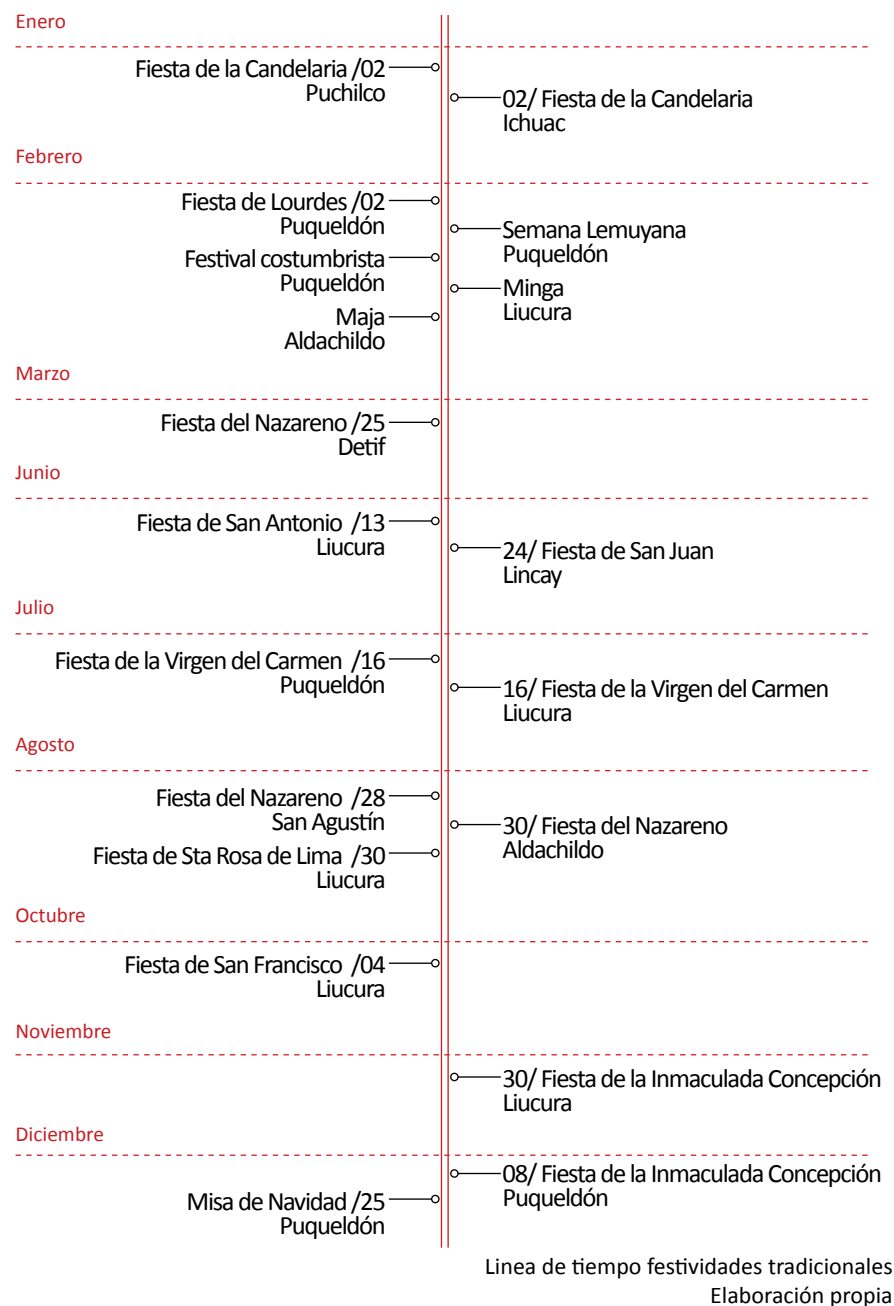 Enero
Fiesta de la Candelaria /02
Puchilco
02/ Fiesta de la Candelaria
Ichuac
Febrero
Fiesta de Lourdes /02
Puqueldón
Semana Lemuyana
Puqueldón
Festival costumbrista
Puqueldón
Minga
Liucura
Maja
Aldachildo
Marzo
Fiesta del Nazareno /25
Detif
Junio
Fiesta de San Antonio /13
Liucura
24/ Fiesta de San Juan
Lincay
Julio
Fiesta de la Virgen del Carmen /16
Puqueldón
16/ Fiesta de la Virgen del Carmen
Liucura
Agosto
Fiesta del Nazareno /28
San Agustín
30/ Fiesta del Nazareno
Aldachildo
Fiesta de Sta Rosa de Lima /30
Liucura
Octubre
Fiesta de San Francisco /04
Liucura
Noviembre
30/ Fiesta de la Inmaculada Concepción
Liucura
Diciembre
08/ Fiesta de la Inmaculada Concepción
Puqueldón
Misa de Navidad /25
Puqueldón
Linea de tiempo festividades tradicionales
Elaboración propia